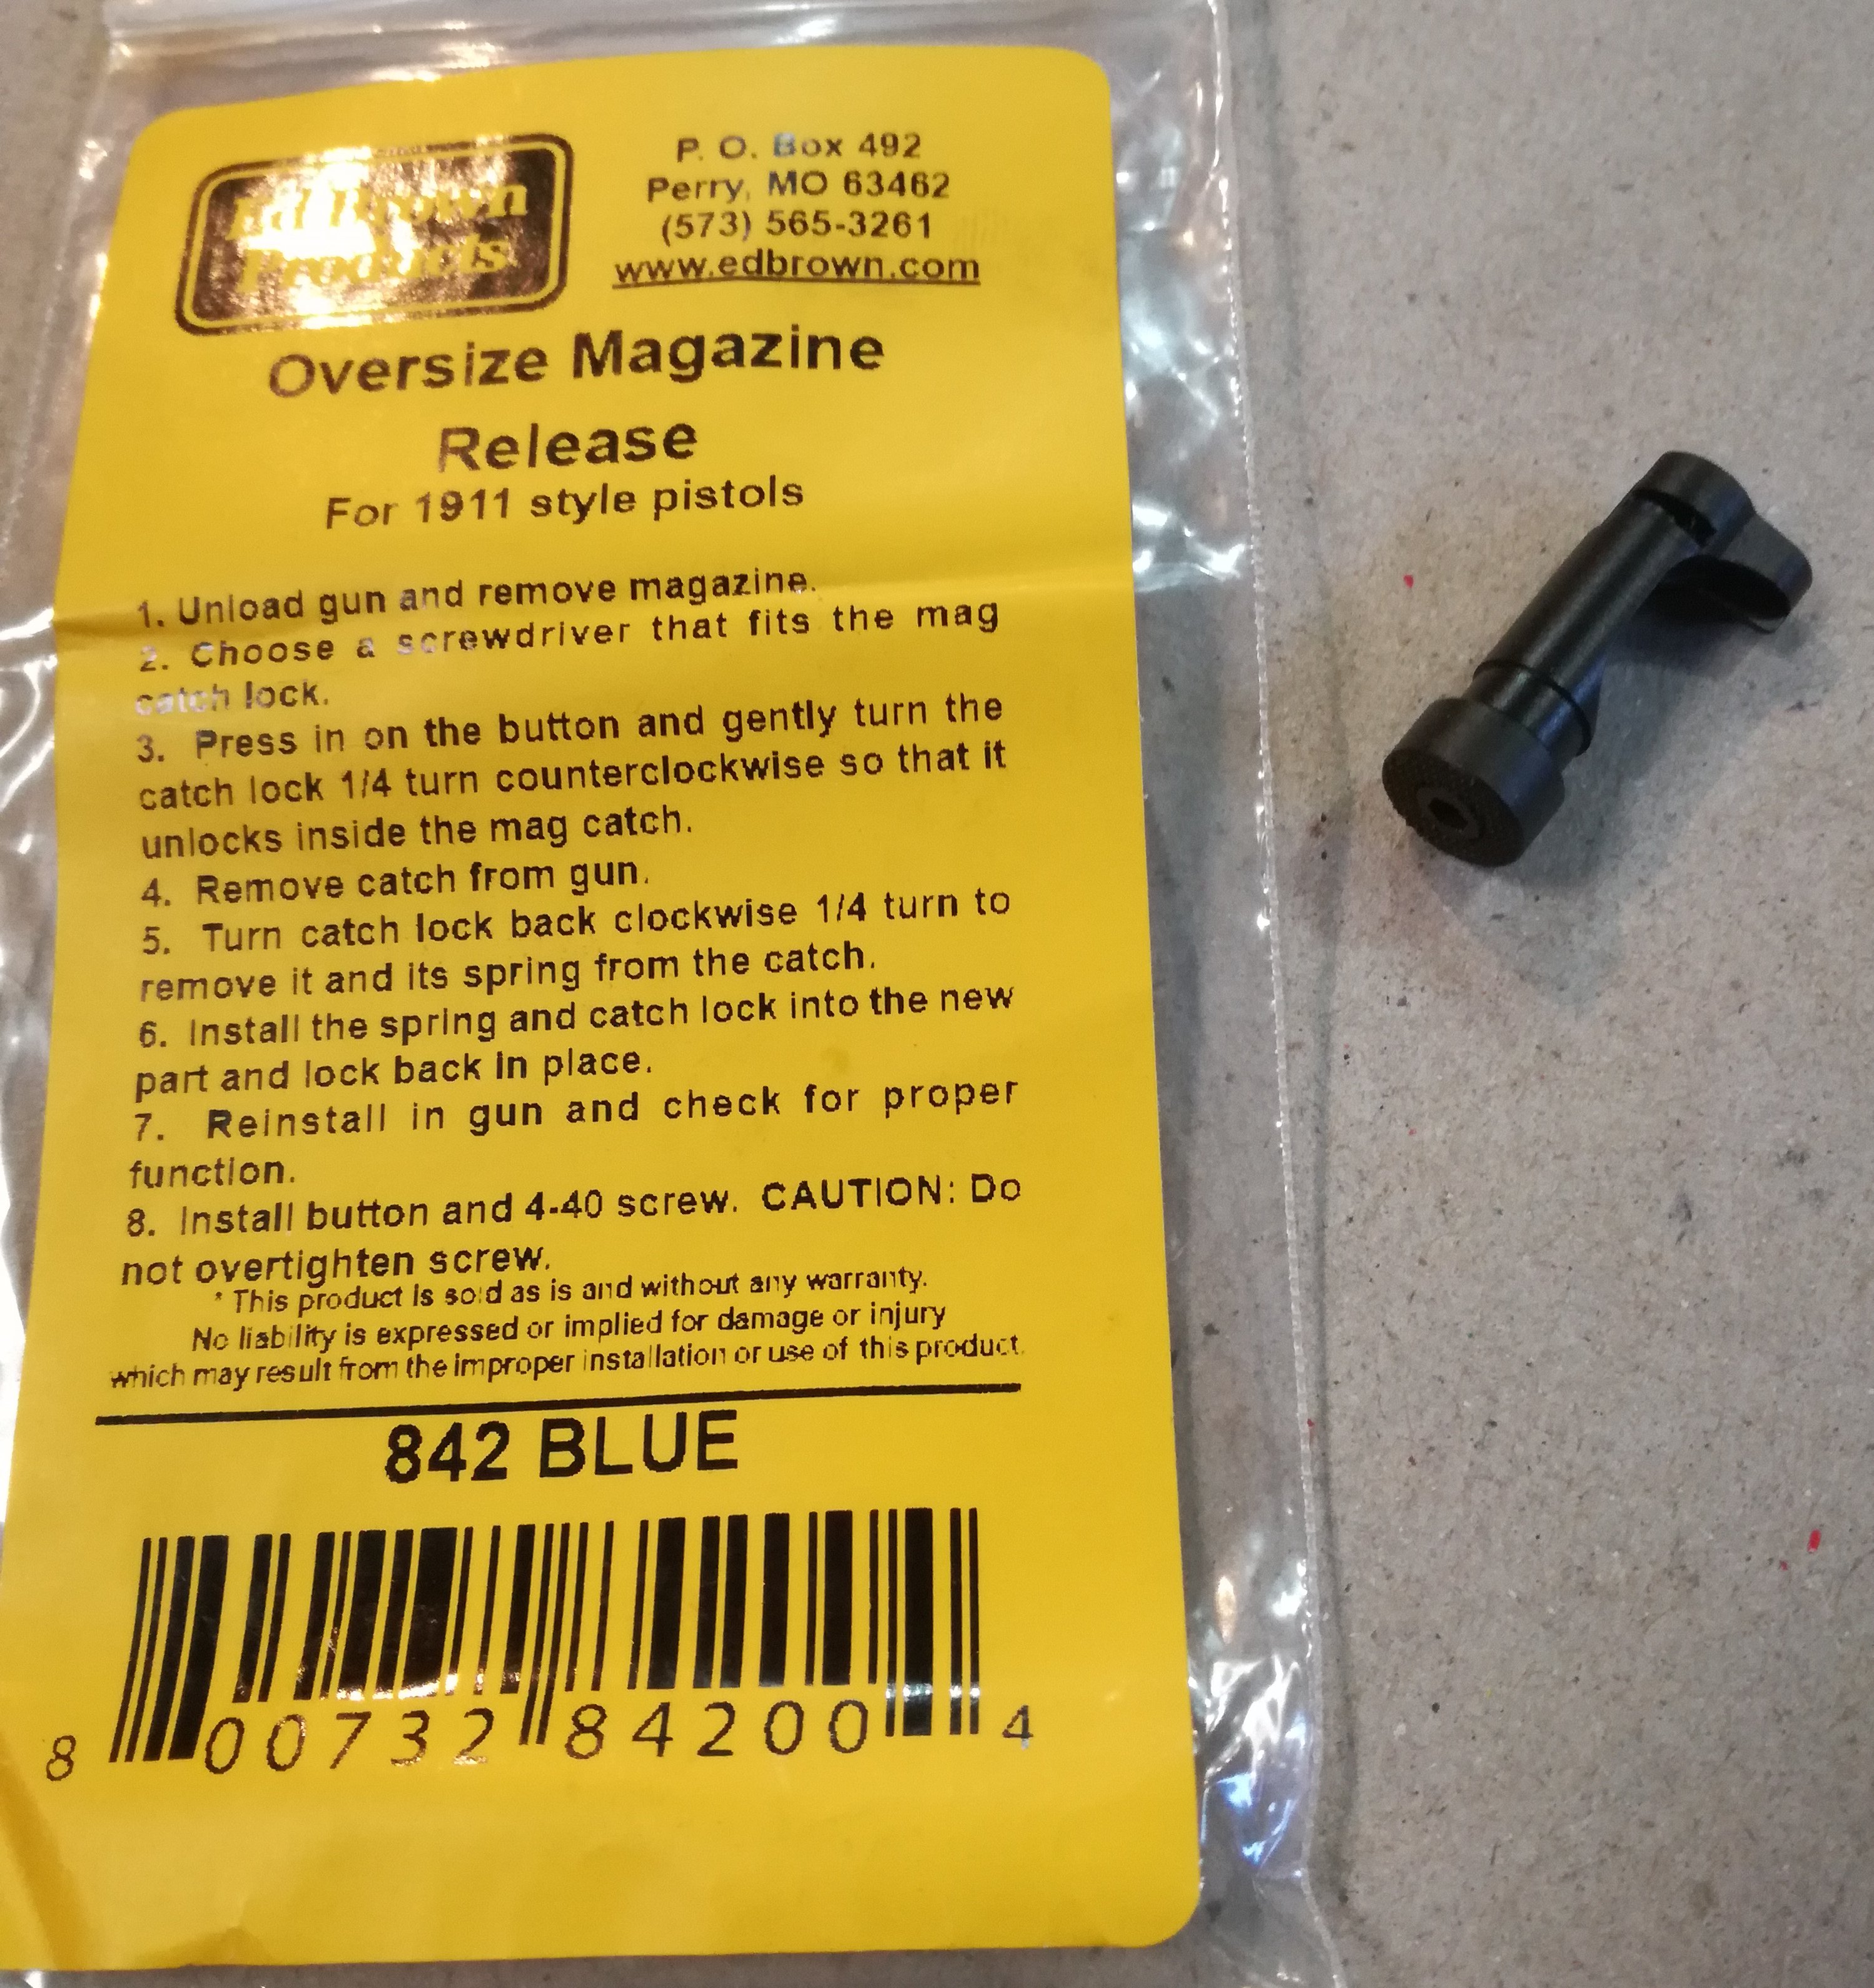 Ed Brown
Products
P. O. Box 492
Perry, MO 63462
(573) 565-3261
www.edbrown.com
Oversize Magazine
Release
For 1911 style pistols
1. Unload gun and remove magazine.
2. Choose a screwdriver that fits the mag
catch lock.
3. Press in on the button and gently turn the
catch lock 1/4 turn counterclockwise so that it
unlocks inside the mag catch.
4. Remove catch from gun.
5. Turn catch lock back clockwise 1/4 turn to
remove it and its spring from the catch.
6. Install the spring and catch lock into the new
part and lock back in place.
7. Reinstall in gun and check for proper
function.
8. Install button and 4-40 screw. CAUTION: Do
not overtighten screw.
* This product is sold as is and without any warranty.
No liability is expressed or implied for damage or injury
which may result from the improper installation or use of this product.
842 BLUE
8 00732 84200 4